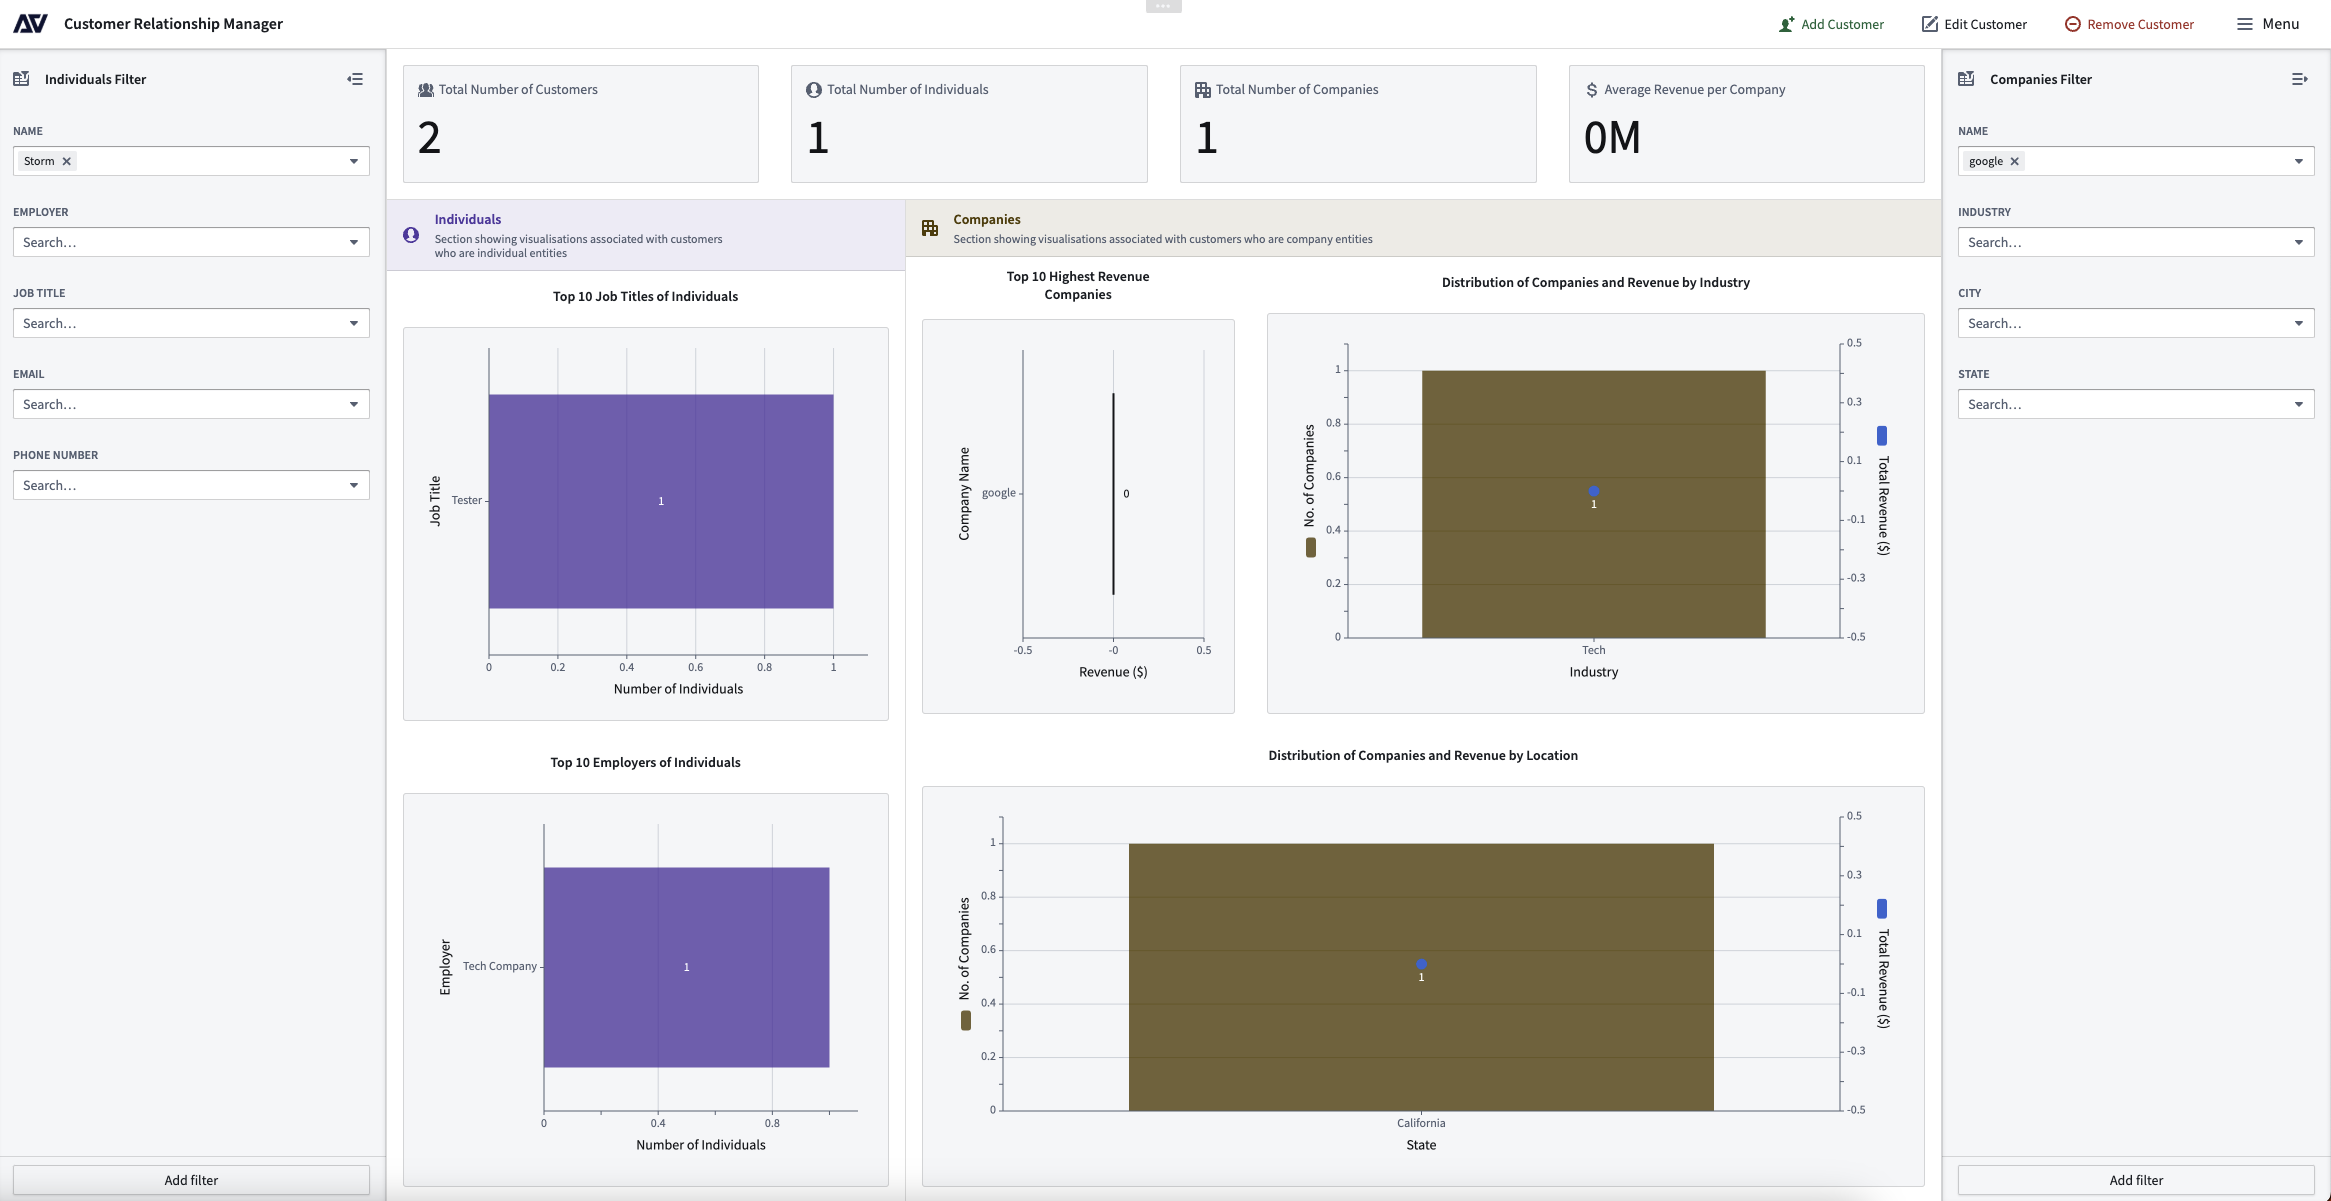 Customer Relationship Manager
Add Customer
Edit Customer
Remove Customer
Menu
Individuals Filter
NAME
Storm
EMPLOYER
Search...
JOB TITLE
Search...
EMAIL
Search...
PHONE NUMBER
Search...
Add filter
Total Number of Customers
2
Total Number of Individuals
1
Total Number of Companies
1
Average Revenue per Company
0M
Individuals
Section showing visualisations associated with customers
who are individual entities
Top 10 Job Titles of Individuals
Job Title
Tester
1
0 0.2 0.4 0.6 0.8 1
Number of Individuals
Top 10 Employers of Individuals
Employer
Tech Company
1
0 0.4 0.8
Number of Individuals
Companies
Section showing visualisations associated with customers who are company entities
Top 10 Highest Revenue
Companies
Company Name
google
0
-0.5 -0 0.5
Revenue ($)
Distribution of Companies and Revenue by Industry
No. of Companies
1
0.8
0.6
0.4
0.2
0
1
Tech
Industry
0.5
0.3
0.1
-0.1
-0.3
-0.5
Total Revenue ($)
Distribution of Companies and Revenue by Location
No. of Companies
1
0.8
0.6
0.4
0.2
0
1
California
State
0.5
0.3
0.1
-0.1
-0.3
-0.5
Total Revenue ($)
Companies Filter
NAME
google
INDUSTRY
Search...
CITY
Search...
STATE
Search...
Add filter